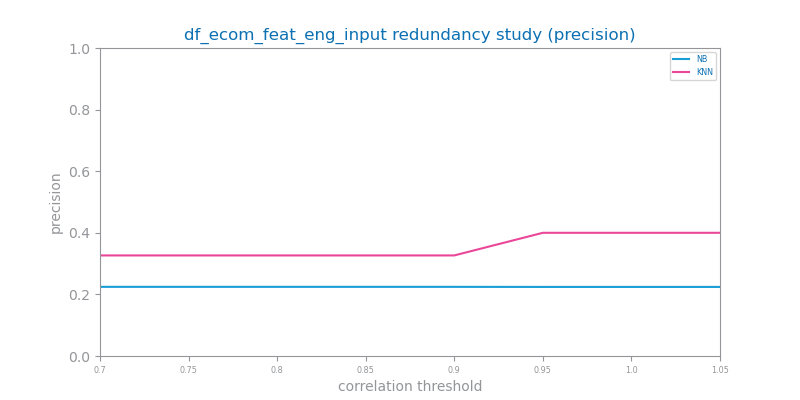 df_ecom_feat_eng_input redundancy study (precision)
NB
KNN
precision
1.0
0.8
0.6
0.4
0.2
0.0
0.7 0.75 0.8 0.85 0.9 0.95 1.0 1.05
correlation threshold